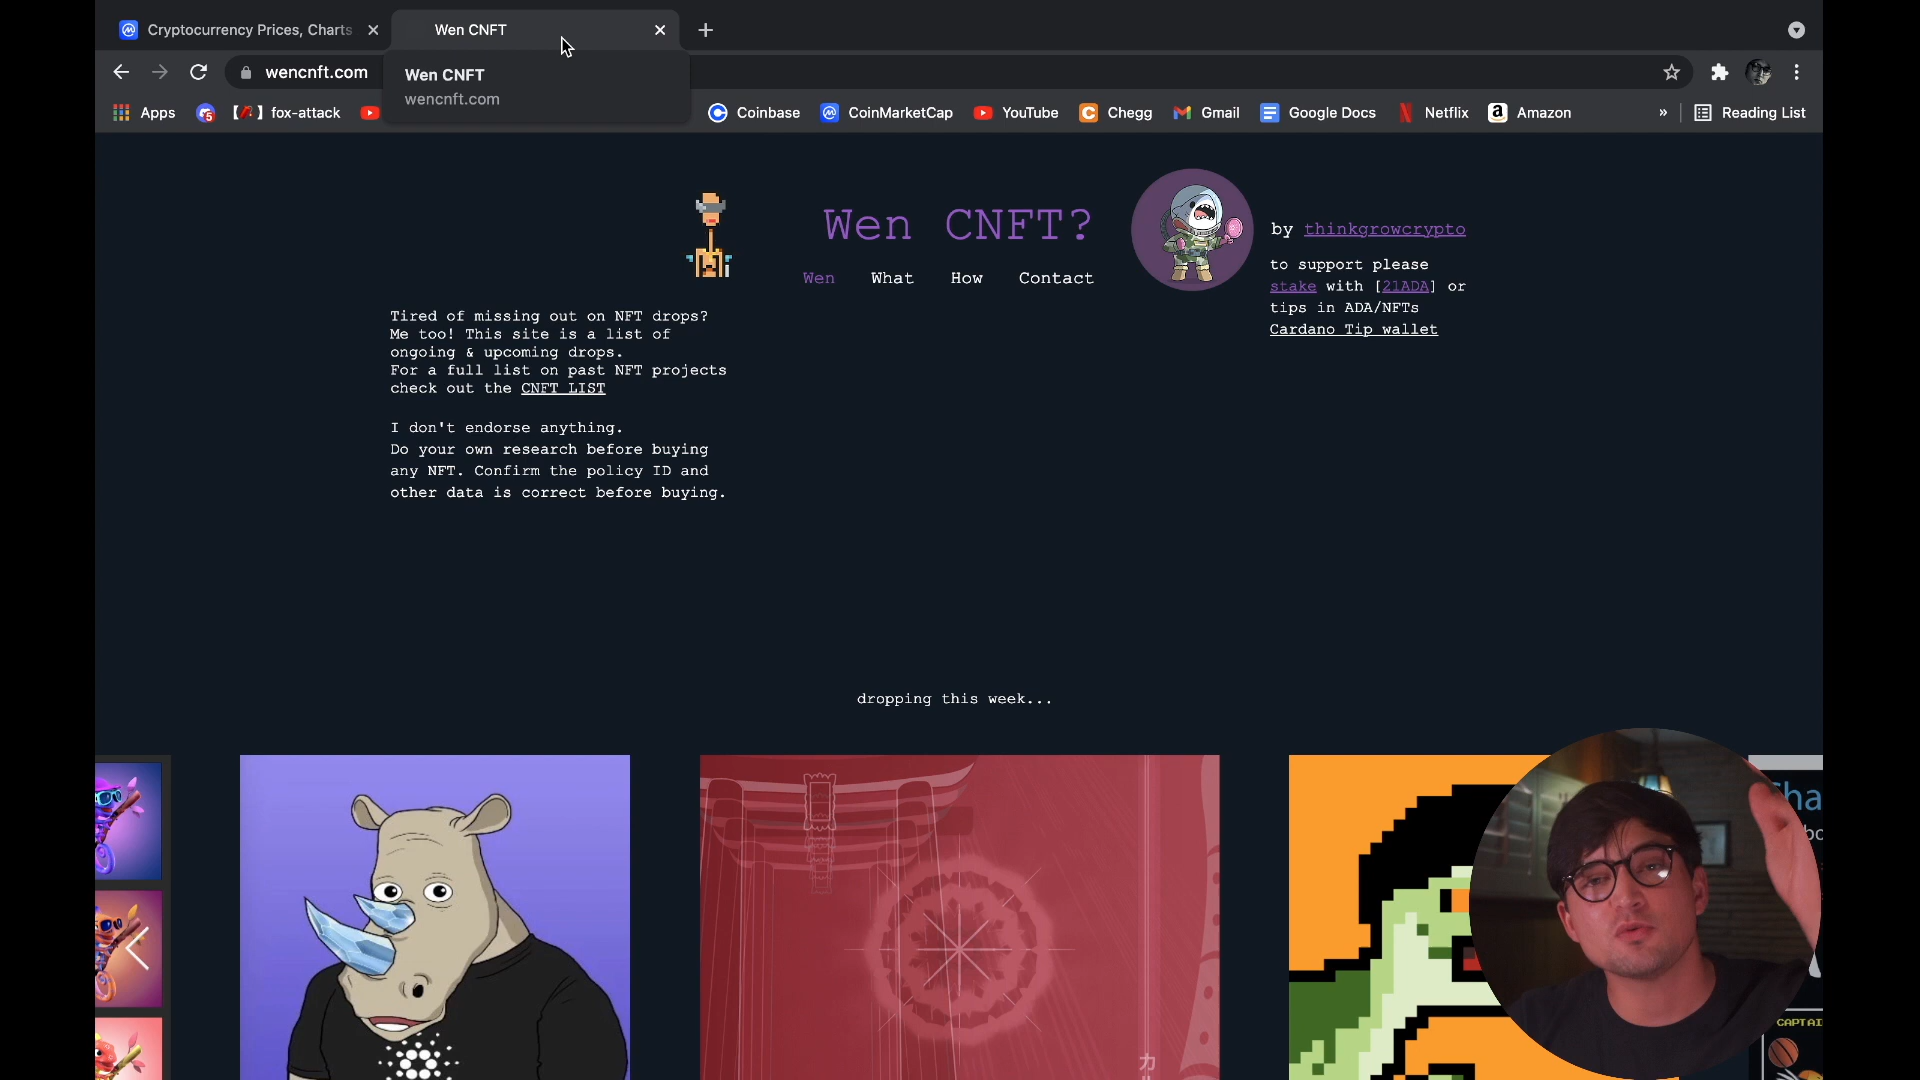 Cryptocurrency Prices, Charts
Wen CNFT
wencnft.com
Wen CNFT
wencnft.com
Apps
5
fox-attack
Coinbase
CoinMarketCap
YouTube
Chegg
Gmail
Google Docs
Netflix
Amazon
»
Reading List
Wen CNFT?
Wen
What
How
Contact
by thinkgrowcrypto
to support please
stake with [21ADA] or
tips in ADA/NFTs
Cardano Tip wallet
Tired of missing out on NFT drops?
Me too! This site is a list of
ongoing & upcoming drops.
For a full list on past NFT projects
check out the CNFT LIST
I don't endorse anything.
Do your own research before buying
any NFT. Confirm the policy ID and
other data is correct before buying.
dropping this week...
力